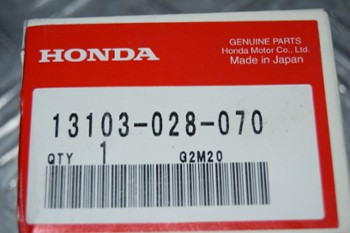 HONDA
GENUINE PARTS
Honda Motor Co., Ltd.
Made in Japan
13103-028-070
QTY 1 G2M20